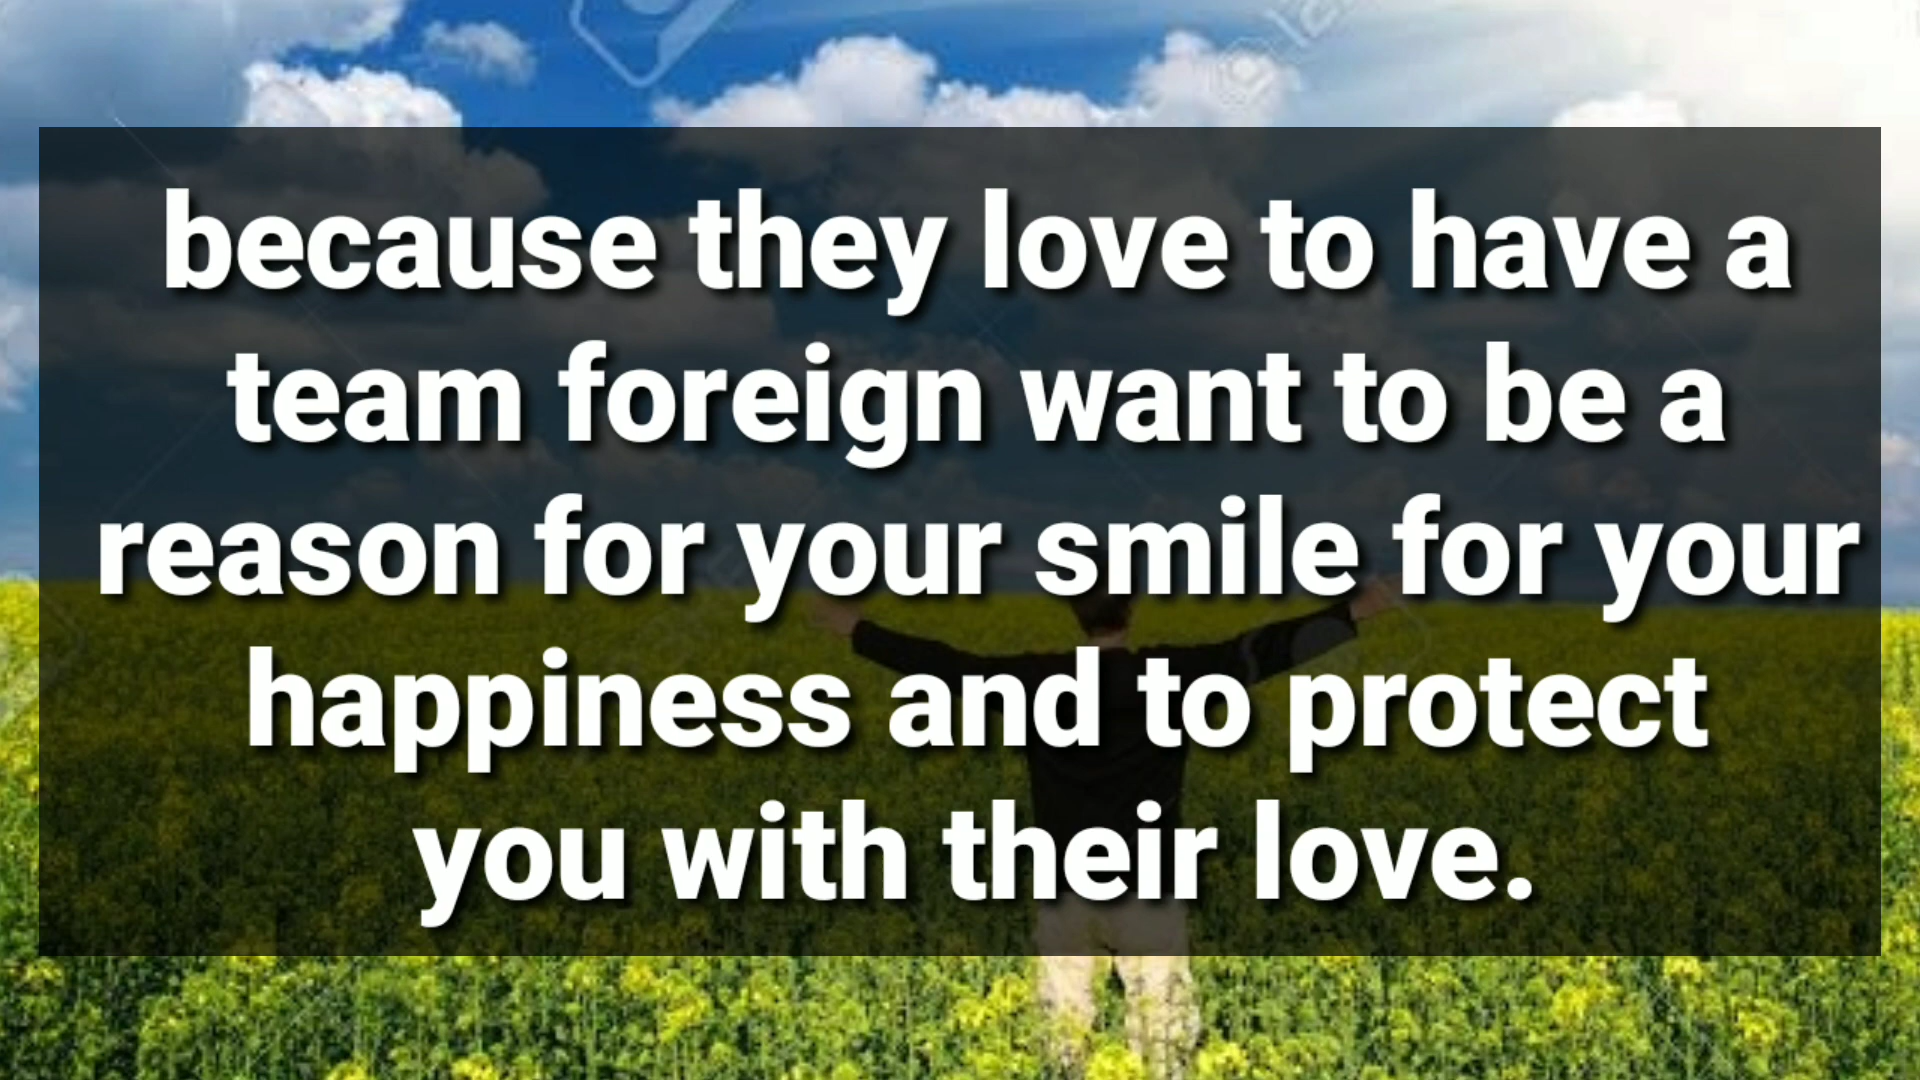 because they love to have a
team foreign want to be a
reason for your smile for your
happiness and to protect
you with their love.